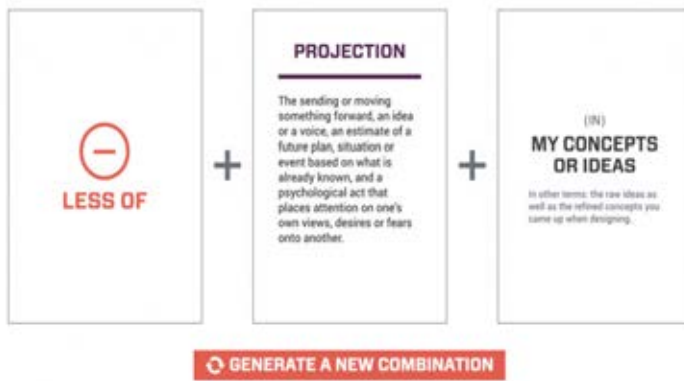 LESS OF
PROJECTION
The sending or moving
something forward, an idea
or a voice, an estimate of a
future plan, situation or
event based on what is
already known, and a
psychological act that
places attention on one's
own views, desires or fears
onto another.
(IN)
MY CONCEPTS
OR IDEAS
In other terms: the raw ideas as
well as the refined concepts you
came up when designing.
GENERATE A NEW COMBINATION